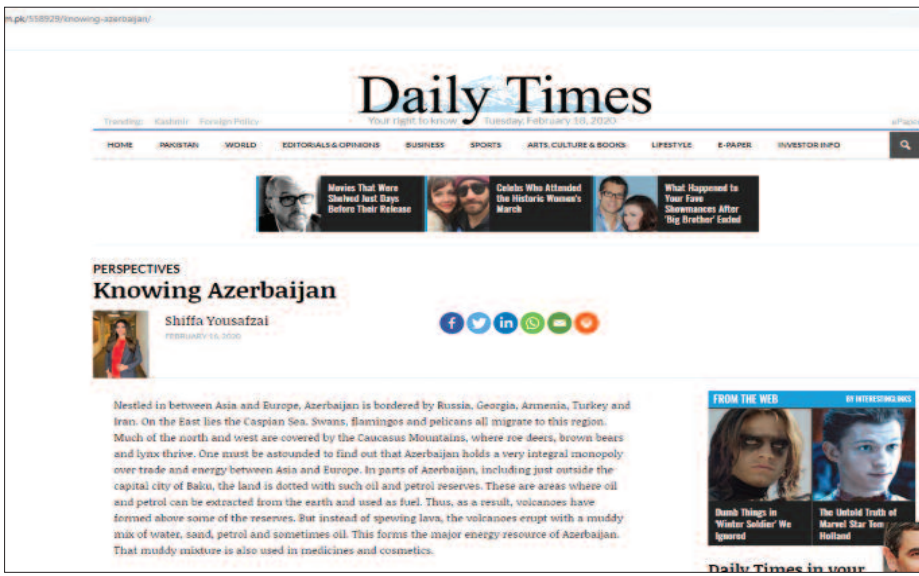 m.pk/558928/knowing-azerbaijan/
Daily Times
Trending: Kashmir Foreign Policy
Your right to know Tuesday, February 18, 2020
ePaper
HOME PAKISTAN WORLD EDITORIALS & OPINIONS BUSINESS SPORTS ARTS, CULTURE & BOOKS LIFESTYLE E-PAPER INVESTOR INFO
Movies That Were
Shelved Just Days
Before Their Release
Celebs Who Attended
the Historic Women's
March
What Happened to
Your Fave
Showmances After
'Big Brother' Ended
PERSPECTIVES
Knowing Azerbaijan
Shiffa Yousafzai
FEBRUARY 16, 2020
Nestled in between Asia and Europe, Azerbaijan is bordered by Russia, Georgia, Armenia, Turkey and
Iran. On the East lies the Caspian Sea. Swans, flamingos and pelicans all migrate to this region.
Much of the north and west are covered by the Caucasus Mountains, where roe deers, brown bears
and lynx thrive. One must be astounded to find out that Azerbaijan holds a very integral monopoly
over trade and energy between Asia and Europe. In parts of Azerbaijan, including just outside the
capital city of Baku, the land is dotted with such oil and petrol reserves. These are areas where oil
and petrol can be extracted from the earth and used as fuel. Thus, as a result, volcanoes have
formed above some of the reserves. But instead of spewing lava, the volcanoes erupt with a muddy
mix of water, sand, petrol and sometimes oil. This forms the major energy resource of Azerbaijan.
That muddy mixture is also used in medicines and cosmetics.
FROM THE WEB
BY INTERESTINGLOOKS
Dumb Things in
'Winter Soldier' We
Ignored
The Untold Truth of
Marvel Star Tom
Holland
Daily Times in your